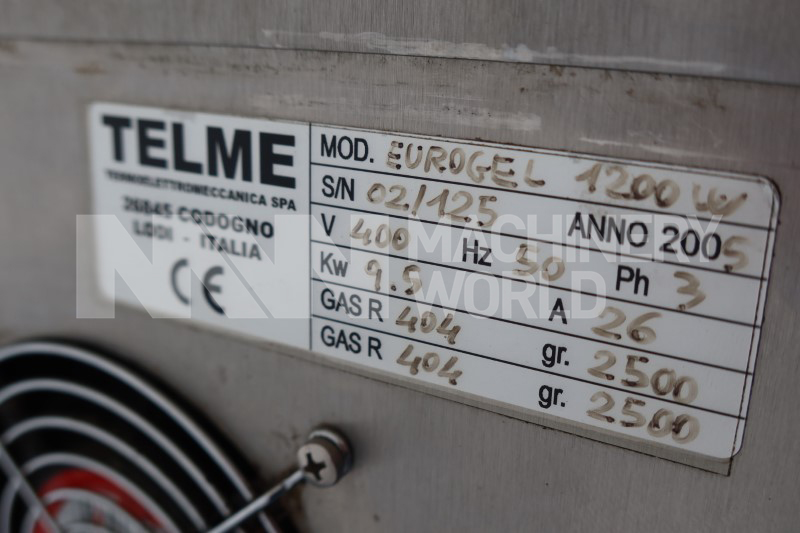 TELME
TERMOELETTROMECCANICA SPA
26845 CODOGNO
LODI - ITALIA
CE
MOD. EUROGEL 1200 W
S/N 02/125 ANNO 2005
V 400 Hz 50 Ph 3
Kw 9.5 A 26
GAS R 404 gr. 2500
GAS R 404 gr. 2500
MACHINERY
WORLD